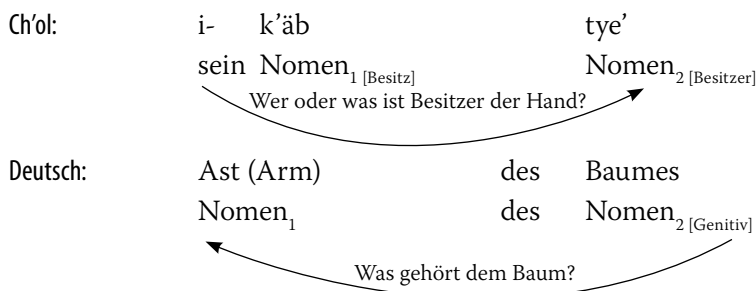 Ch'ol: i- k'äb tye'
sein Nomen1 [Besitz] Nomen2 [Besitzer]
Wer oder was ist Besitzer der Hand?
Deutsch: Ast (Arm) des Baumes
Nomen1 des Nomen2 [Genitiv]
Was gehört dem Baum?